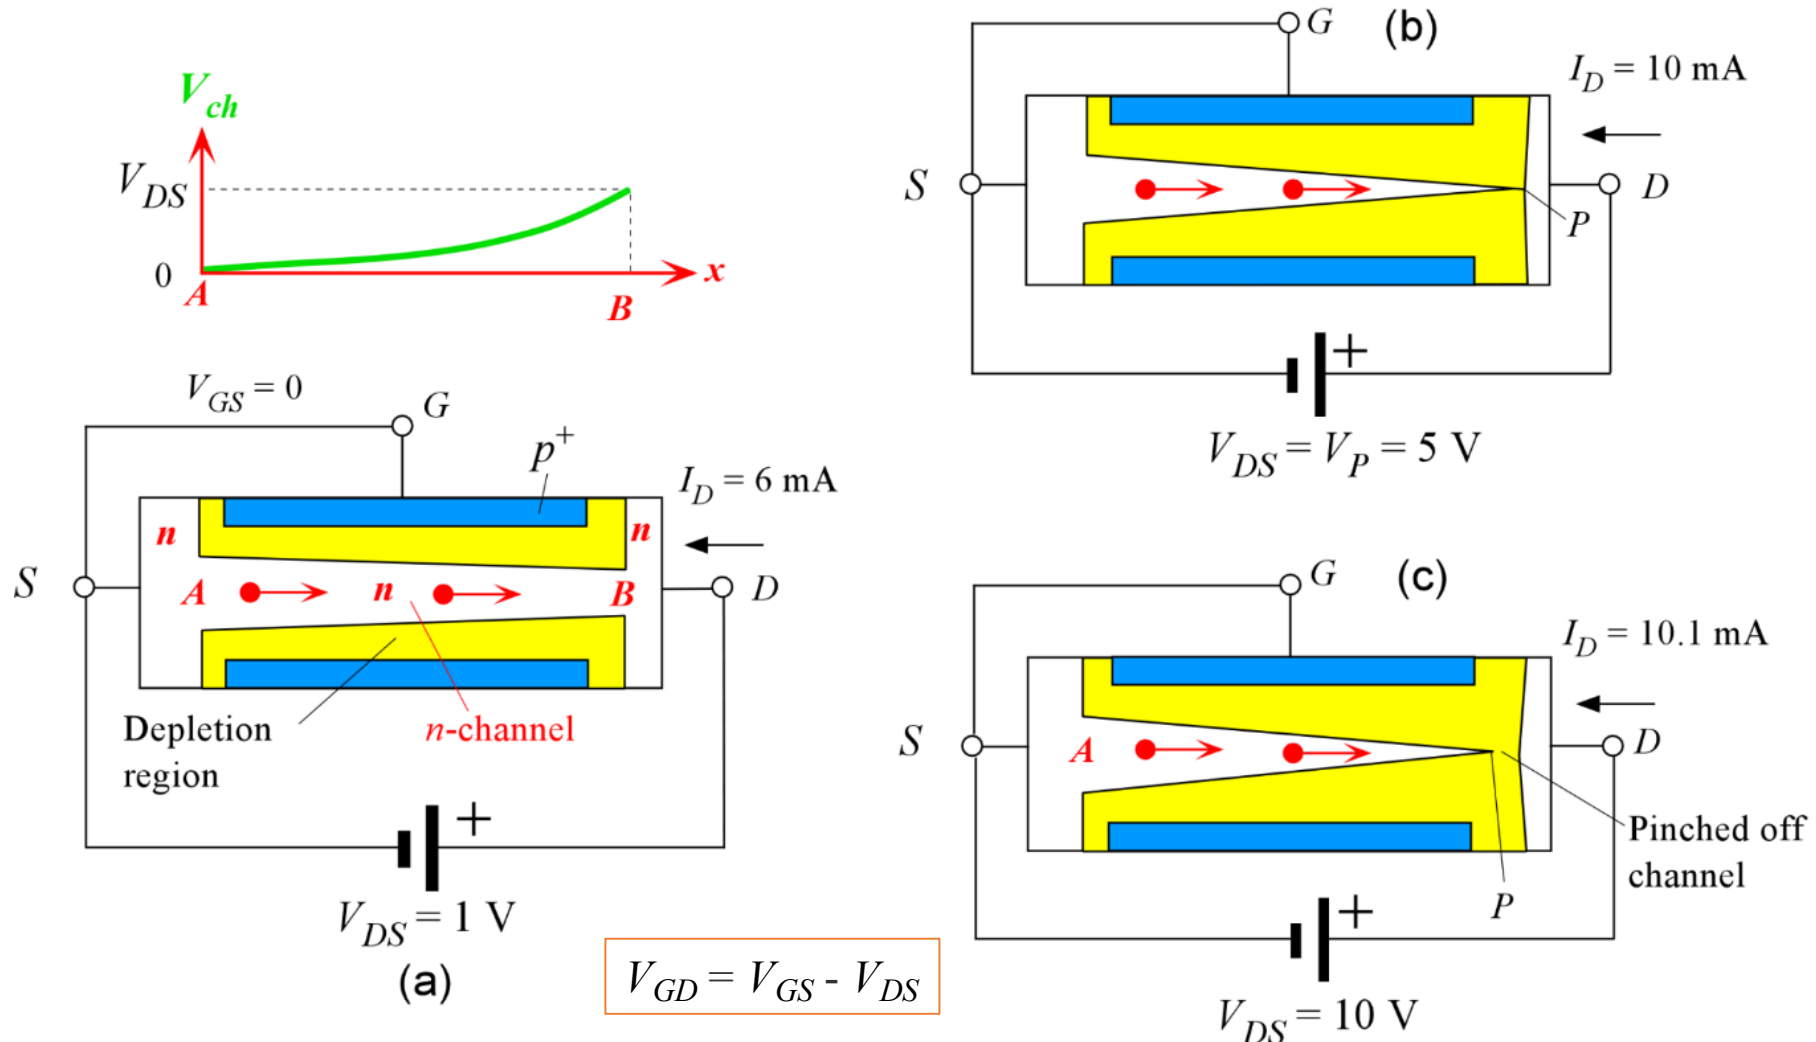 V_ch
V_DS
0
A
B
x
V_GS = 0
G
p^+
I_D = 6 mA
n
n
S
A
n
B
D
Depletion
region
n-channel
+
V_DS = 1 V
(a)
V_GD = V_GS - V_DS
G
(b)
I_D = 10 mA
S
D
P
+
V_DS = V_P = 5 V
G
(c)
I_D = 10.1 mA
S
A
D
Pinched off
channel
P
+
V_DS = 10 V